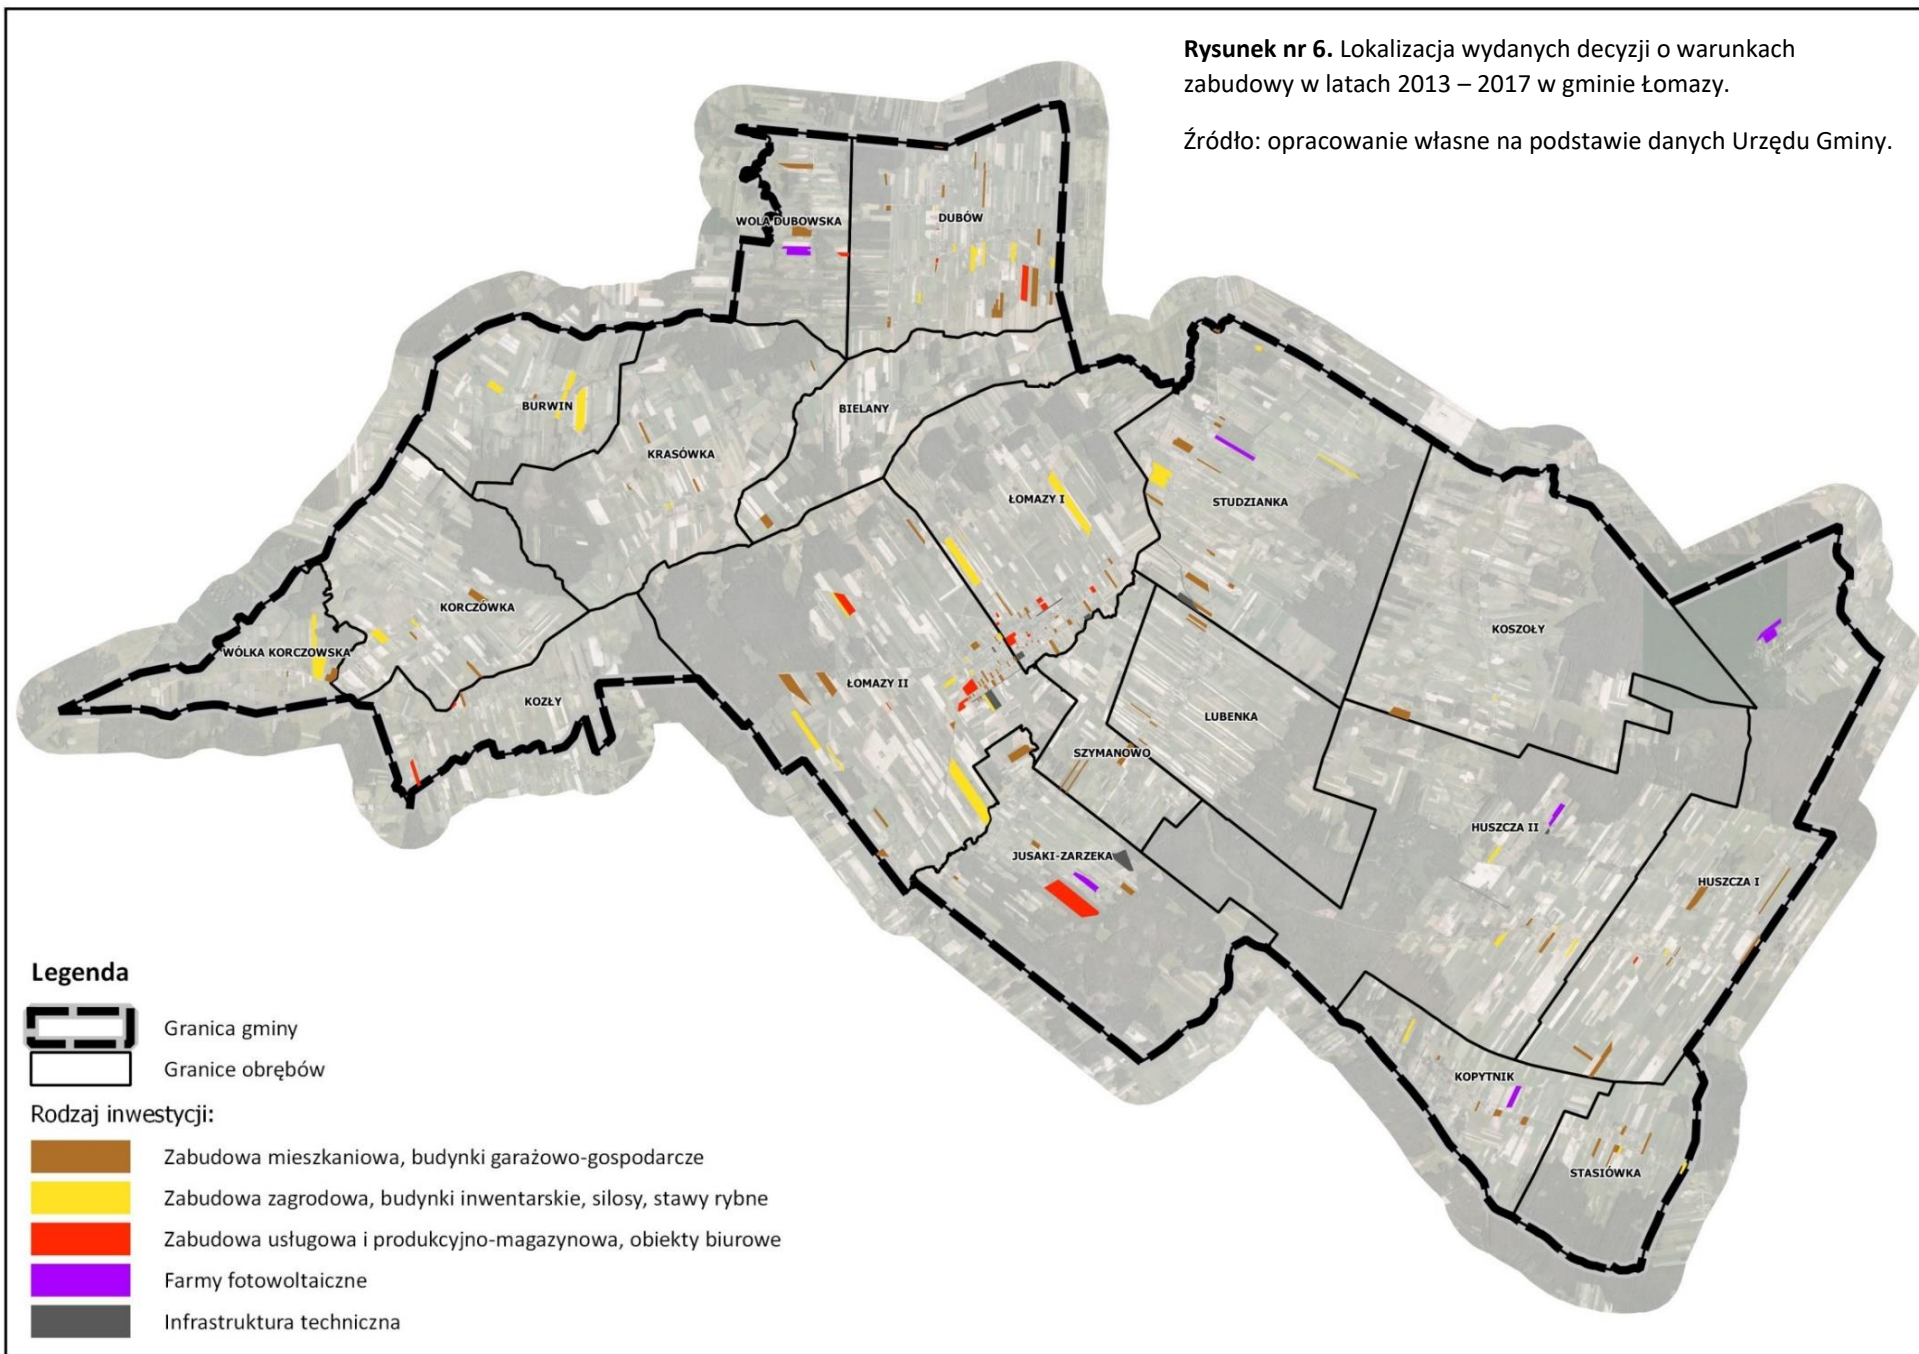 Rysunek nr 6. Lokalizacja wydanych decyzji o warunkach
zabudowy w latach 2013 – 2017 w gminie Łomazy.
Źródło: opracowanie własne na podstawie danych Urzędu Gminy.
WOLA DUBOWSKA
DUBÓW
BURWIN
BIELANY
KRASÓWKA
ŁOMAZY I
STUDZIANKA
KORCZÓWKA
KOSZOŁY
WÓLKA KORCZOWSKA
ŁOMAZY II
KOZŁY
LUBENKA
SZYMANOWO
HUSZCZA II
JUSAKI-ZARZEKA
HUSZCZA I
KOPYTNIK
STASIÓWKA
Legenda
Granica gminy
Granice obrębów
Rodzaj inwestycji:
Zabudowa mieszkaniowa, budynki garażowo-gospodarcze
Zabudowa zagrodowa, budynki inwentarskie, silosy, stawy rybne
Zabudowa usługowa i produkcyjno-magazynowa, obiekty biurowe
Farmy fotowoltaiczne
Infrastruktura techniczna